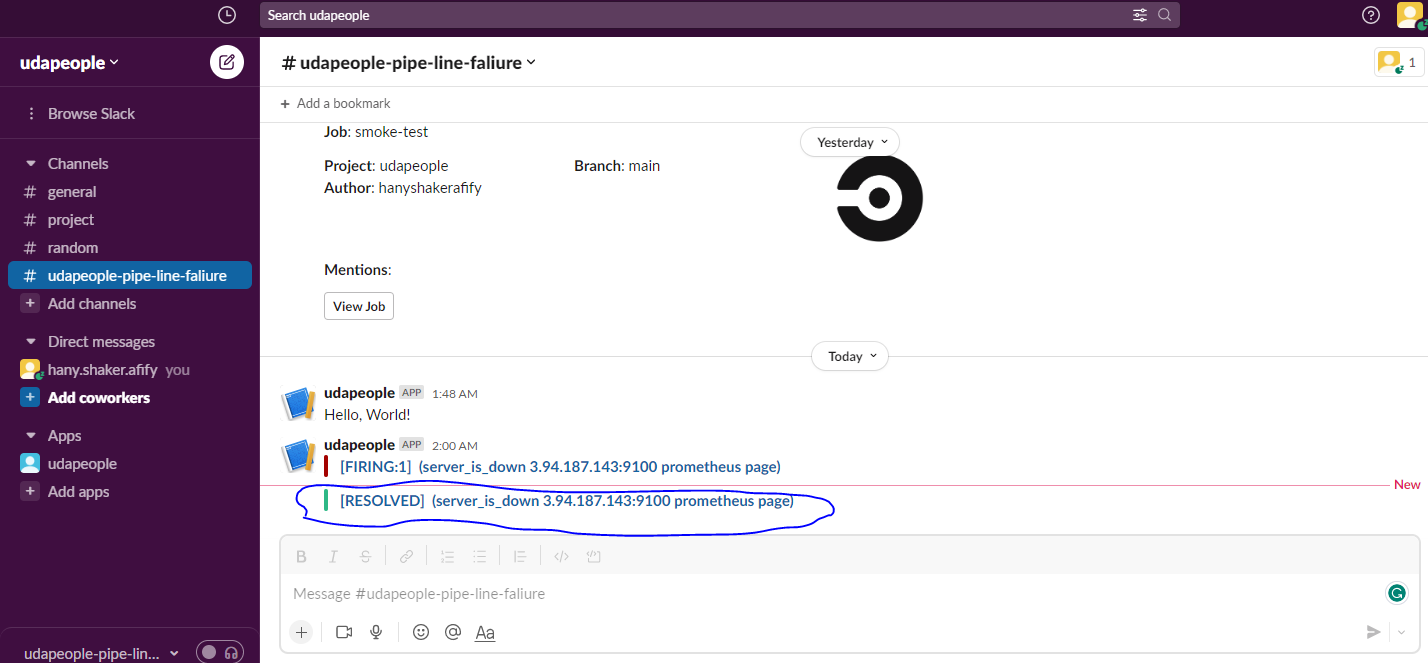 Search udapeople
udapeople
# udapeople-pipe-line-faliure
1
Browse Slack
+ Add a bookmark
Channels
# general
# project
# random
# udapeople-pipe-line-faliure
+ Add channels
Direct messages
hany.shaker.afify you
+ Add coworkers
Apps
udapeople
+ Add apps
udapeople-pipe-lin...
Job: smoke-test
Yesterday
Project: udapeople Branch: main
Author: hanyshakerafify
Mentions:
View Job
Today
udapeople APP 1:48 AM
Hello, World!
udapeople APP 2:00 AM
[FIRING:1] (server_is_down 3.94.187.143:9100 prometheus page)
New
[RESOLVED] (server_is_down 3.94.187.143:9100 prometheus page)
B I S
Message #udapeople-pipe-line-faliure
+ @ Aa